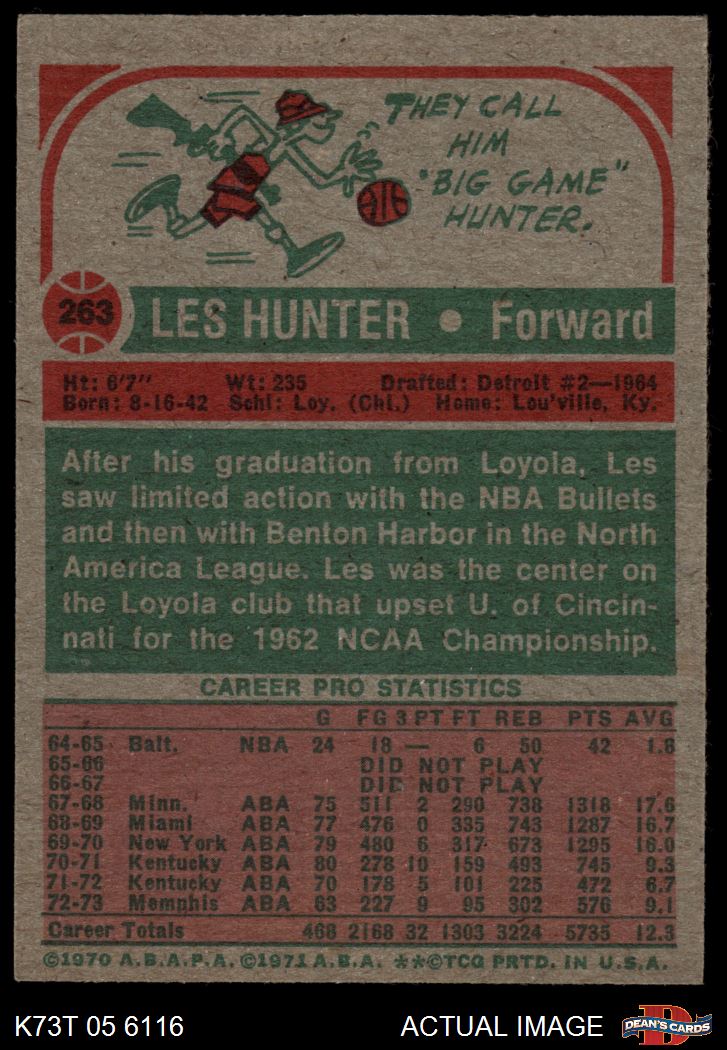 THEY CALL
HIM
"BIG GAME"
HUNTER.
263 LES HUNTER • Forward
Ht: 6'7" Wt: 235 Drafted: Detroit #2—1964
Born: 8-16-42 Schl: Loy. (Chi.) Home: Lou'ville, Ky.
After his graduation from Loyola, Les
saw limited action with the NBA Bullets
and then with Benton Harbor in the North
America League. Les was the center on
the Loyola club that upset U. of Cincin-
nati for the 1962 NCAA Championship.
CAREER PRO STATISTICS
G FG 3PT FT REB PTS AVG
64-65 Balt. NBA 24 18 — 6 50 42 1.8
65-66 DID NOT PLAY
66-67 DID NOT PLAY
67-68 Minn. ABA 75 511 2 290 738 1318 17.6
68-69 Miami ABA 77 476 0 335 743 1287 16.7
69-70 New York ABA 79 480 6 317 673 1295 16.0
70-71 Kentucky ABA 80 278 10 159 493 745 9.3
71-72 Kentucky ABA 70 178 5 101 225 472 6.7
72-73 Memphis ABA 63 227 9 95 302 576 9.1
Career Totals 468 2168 32 1303 3224 5735 12.3
©1970 A.B.A.P.A. ©1971 A.B.A. **©TCG PRTD. IN U.S.A.
K73T 05 6116 ACTUAL IMAGE DEAN'S CARDS